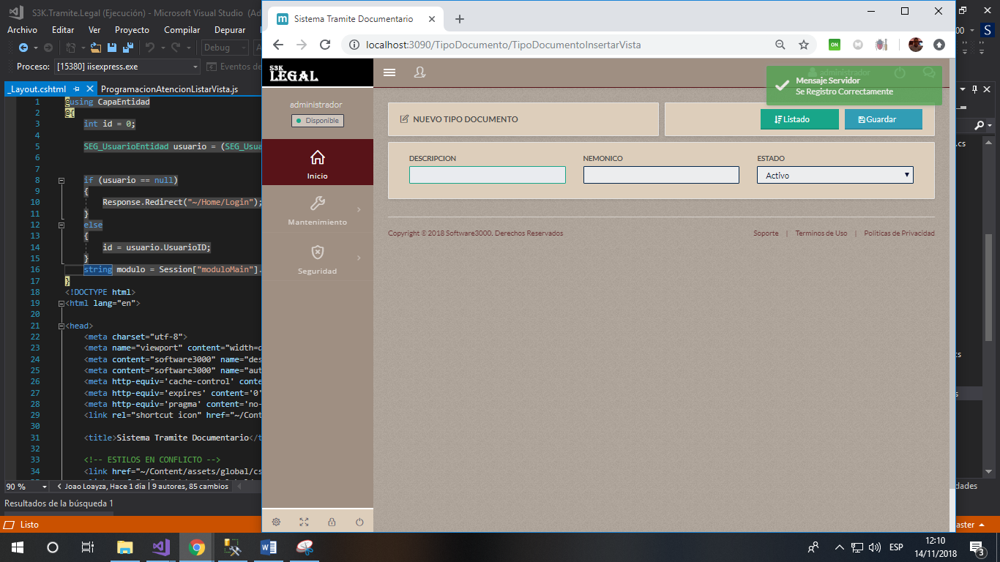 S3K.Tramite.Legal (Ejecución) - Microsoft Visual Studio (Ad
Archivo Editar Ver Proyecto Compilar Depurar
Debug
Proceso: [15380] iisexpress.exe
Eventos de
_Layout.cshtml
ProgramacionAtencionListarVista.js
1 @using CapaEntidad
2 @{
3 int id = 0;
4
5 SEG_UsuarioEntidad usuario = (SEG_Usua
6
7
8 if (usuario == null)
9 {
10 Response.Redirect("~/Home/Login");
11 }
12 else
13 {
14 id = usuario.UsuarioID;
15 }
16 string modulo = Session["moduloMain"].
17 }
18 <!DOCTYPE html>
19 <html lang="en">
20
21 <head>
22 <meta charset="utf-8">
23 <meta name="viewport" content="width=d
24 <meta content="software3000" name="des
25 <meta content="software3000" name="aut
26 <meta http-equiv='cache-control' conte
27 <meta http-equiv='expires' content='0'
28 <meta http-equiv='pragma' content='no-
29 <link rel="shortcut icon" href="~/Cont
30
31 <title>Sistema Tramite Documentario</t
32
33 <!-- ESTILOS EN CONFLICTO -->
34 <link href="~/Content/assets/global/cs
90 %
Joao Loayza, Hace 1 día | 9 autores, 85 cambios
Resultados de la búsqueda 1
Listo
Sistema Tramite Documentario
localhost:3090/TipoDocumento/TipoDocumentoInsertarVista
ON
S3K
LEGAL
administrador
Disponible
Inicio
Mantenimiento
Seguridad
administrador
Mensaje Servidor
Se Registro Correctamente
NUEVO TIPO DOCUMENTO
Listado
Guardar
DESCRIPCION
NEMONICO
ESTADO
Activo
Copyright © 2018 Software3000. Derechos Reservados
Soporte | Terminos de Uso | Politicas de Privacidad
00
S
.cs
cs
s
dades
aster
ESP
12:10
14/11/2018
3